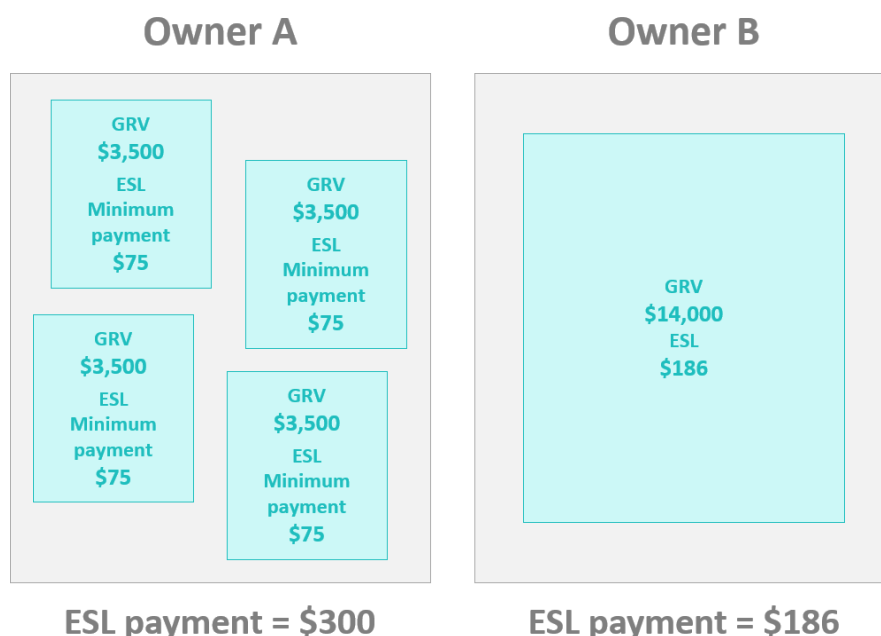 Owner A
GRV
$3,500
ESL
Minimum
payment
$75
GRV
$3,500
ESL
Minimum
payment
$75
GRV
$3,500
ESL
Minimum
payment
$75
GRV
$3,500
ESL
Minimum
payment
$75
ESL payment = $300
Owner B
GRV
$14,000
ESL
$186
ESL payment = $186